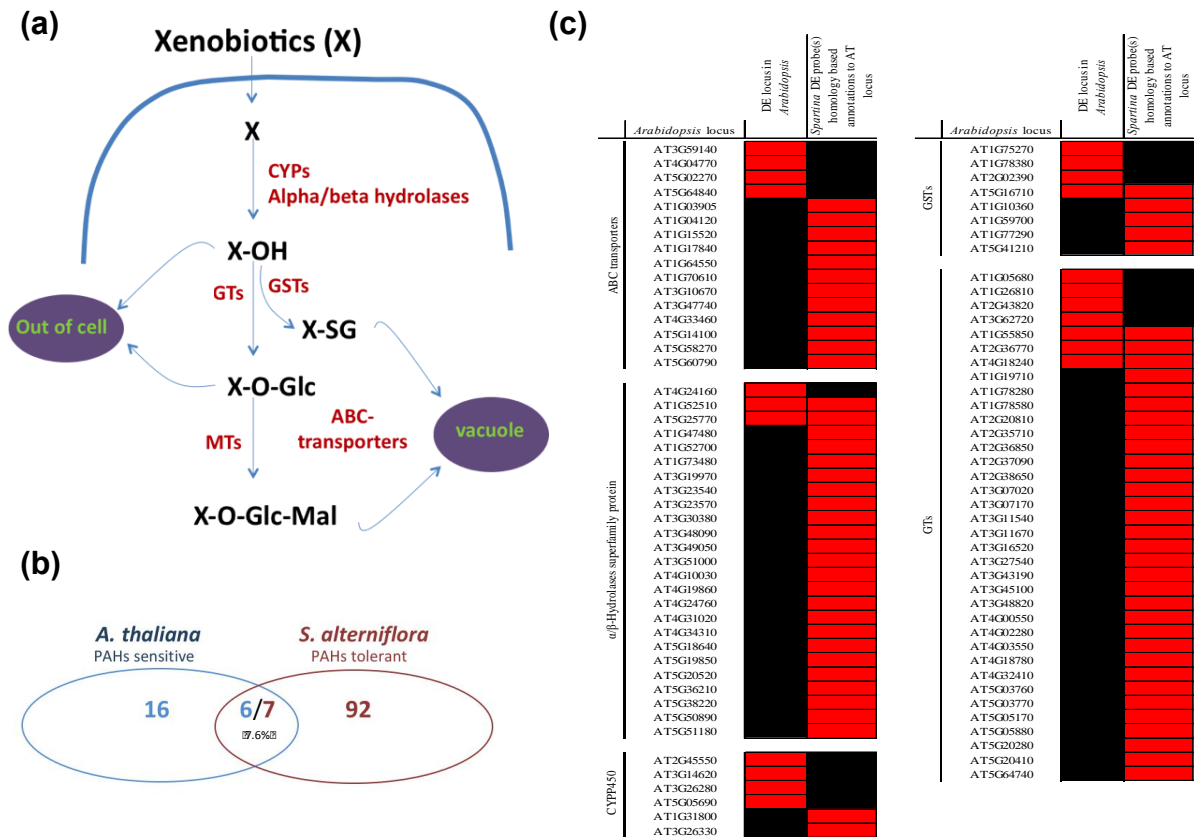 (a)
Xenobiotics (X)
X
CYPs
Alpha/beta hydrolases
X-OH
GTs
GSTs
Out of cell
X-SG
X-O-Glc
MTs
ABC-
transporters
vacuole
X-O-Glc-Mal
(b)
A. thaliana
PAHs sensitive
S. alterniflora
PAHs tolerant
16
6/7
7.6%
92
(c)
Arabidopsis locus
DE locus in
Arabidopsis
Spartina DE probe(s)
homology based
annotations to AT
locus
ABC transporters
AT3G59140
AT4G04770
AT5G02270
AT5G64840
AT1G03905
AT1G04120
AT1G15520
AT1G17840
AT1G64550
AT1G70610
AT3G10670
AT3G47740
AT4G33460
AT5G14100
AT5G58270
AT5G60790
α/β-Hydrolases superfamily protein
AT4G24160
AT1G52510
AT5G25770
AT1G47480
AT1G52700
AT1G73480
AT3G19970
AT3G23540
AT3G23570
AT3G30380
AT3G48090
AT3G49050
AT3G51000
AT4G10030
AT4G19860
AT4G24760
AT4G31020
AT4G34310
AT5G18640
AT5G19850
AT5G20520
AT5G36210
AT5G38220
AT5G50890
AT5G51180
CYPP450
AT2G45550
AT3G14620
AT3G26280
AT5G05690
AT1G31800
AT3G26330
Arabidopsis locus
DE locus in
Arabidopsis
Spartina DE probe(s)
homology based
annotations to AT
locus
GSTs
AT1G75270
AT1G78380
AT2G02390
AT5G16710
AT1G10360
AT1G59700
AT1G77290
AT5G41210
GTs
AT1G05680
AT1G26810
AT2G43820
AT3G62720
AT1G55850
AT2G36770
AT4G18240
AT1G19710
AT1G78280
AT1G78580
AT2G20810
AT2G35710
AT2G36850
AT2G37090
AT2G38650
AT3G07020
AT3G07170
AT3G11540
AT3G11670
AT3G16520
AT3G27540
AT3G43190
AT3G45100
AT3G48820
AT4G00550
AT4G02280
AT4G03550
AT4G18780
AT4G32410
AT5G03760
AT5G03770
AT5G05170
AT5G05880
AT5G20280
AT5G20410
AT5G64740